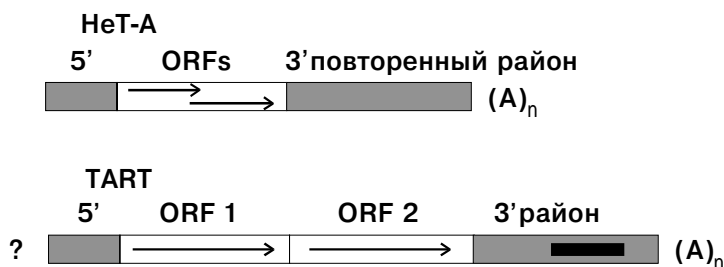 HeT-A
5' ORFs 3'повторенный район
(A)n
TART
5' ORF 1 ORF 2 3'район
? (A)n